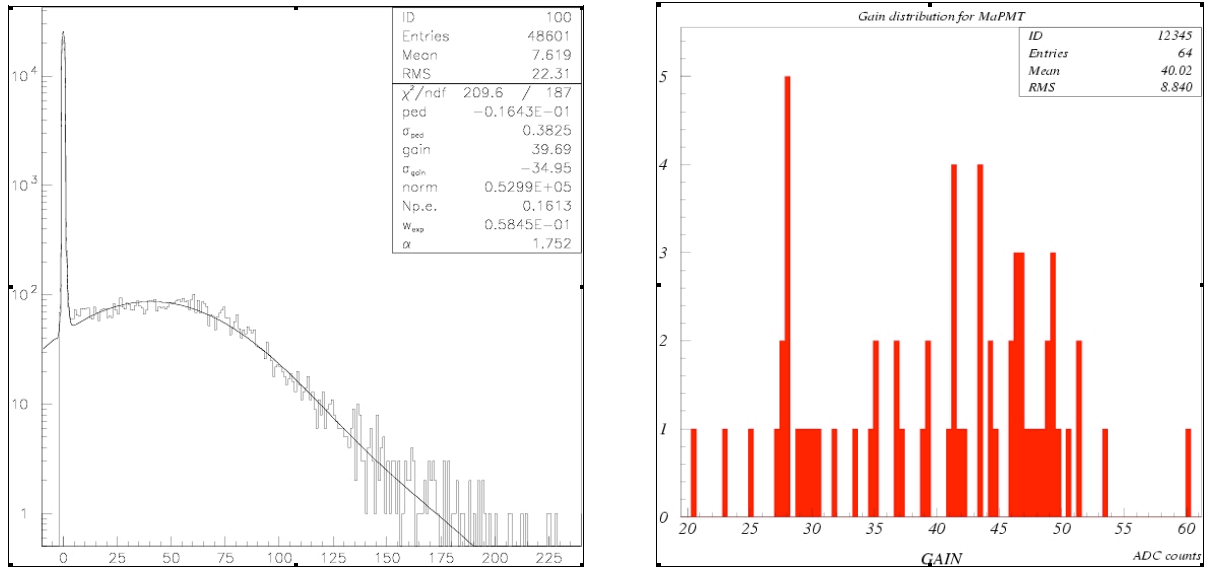 ID 100
Entries 48601
Mean 7.619
RMS 22.31
χ²/ndf 209.6 / 187
ped −0.1643E−01
σped 0.3825
gain 39.69
σgain −34.95
norm 0.5299E+05
Np.e. 0.1613
wexp 0.5845E−01
α 1.752
10⁴
10³
10²
10
1
0 25 50 75 100 125 150 175 200 225
Gain distribution for MaPMT
ID 12345
Entries 64
Mean 40.02
RMS 8.840
5
4
3
2
1
0
20 25 30 35 40 45 50 55 60
GAIN
ADC counts